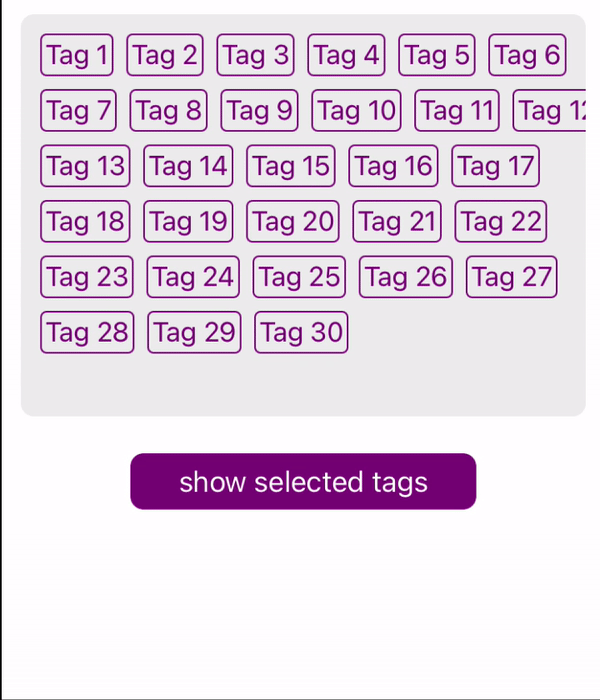 Tag 1 Tag 2 Tag 3 Tag 4 Tag 5 Tag 6
Tag 7 Tag 8 Tag 9 Tag 10 Tag 11 Tag 12
Tag 13 Tag 14 Tag 15 Tag 16 Tag 17
Tag 18 Tag 19 Tag 20 Tag 21 Tag 22
Tag 23 Tag 24 Tag 25 Tag 26 Tag 27
Tag 28 Tag 29 Tag 30
show selected tags